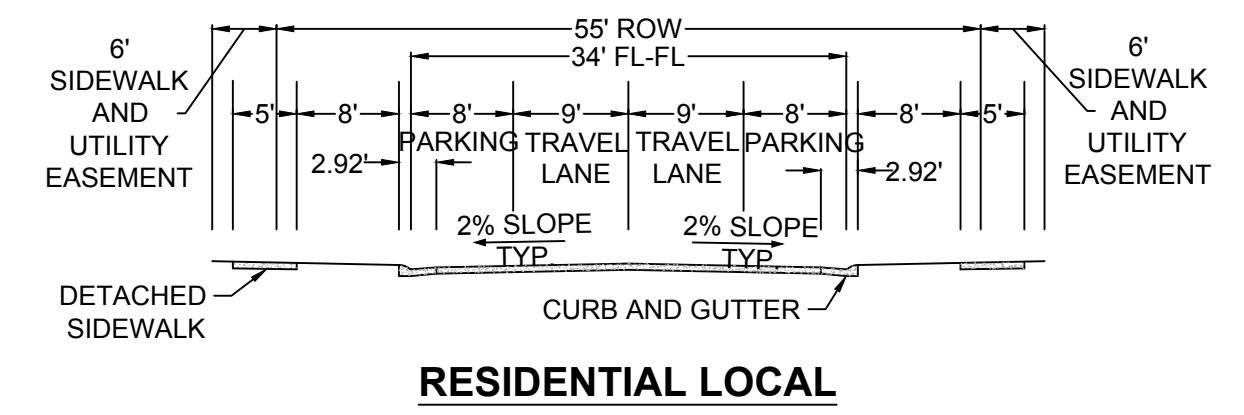 55' ROW
34' FL-FL
6'
SIDEWALK
AND
UTILITY
EASEMENT
6'
SIDEWALK
AND
UTILITY
EASEMENT
5' 8' 8' 9' 9' 8' 8' 5'
PARKING TRAVEL LANE TRAVEL LANE PARKING
2.92' 2.92'
2% SLOPE
TYP.
2% SLOPE
TYP.
DETACHED
SIDEWALK
CURB AND GUTTER
RESIDENTIAL LOCAL